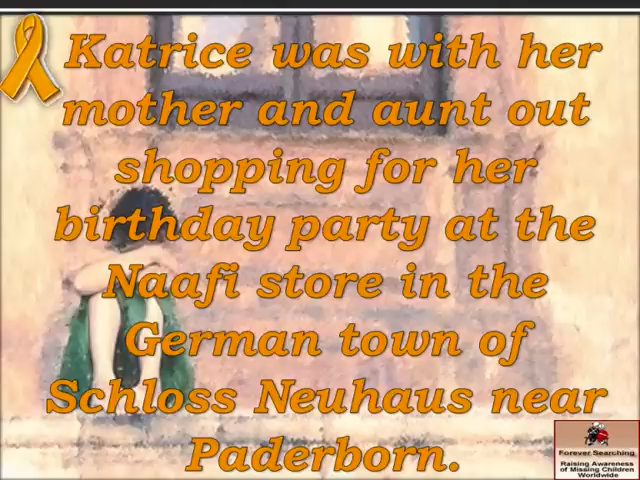 Katrice was with her
mother and aunt out
shopping for her
birthday party at the
Naafi store in the
German town of
Schloss Neuhaus near
Paderborn.
Forever Searching
Raising Awareness
of Missing Children
Worldwide